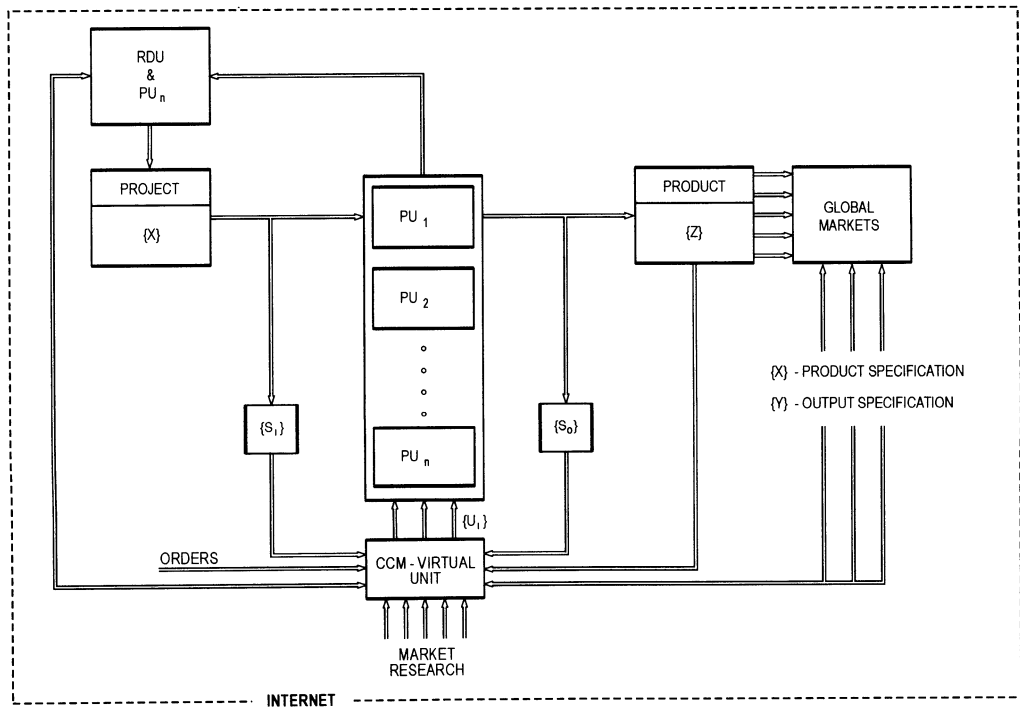 RDU
&
PU n
PROJECT
{X}
PU 1
PU 2
PU n
PRODUCT
{Z}
GLOBAL
MARKETS
{X} - PRODUCT SPECIFICATION
{Y} - OUTPUT SPECIFICATION
{S I}
{S o}
{U I}
ORDERS
CCM - VIRTUAL
UNIT
MARKET
RESEARCH
INTERNET